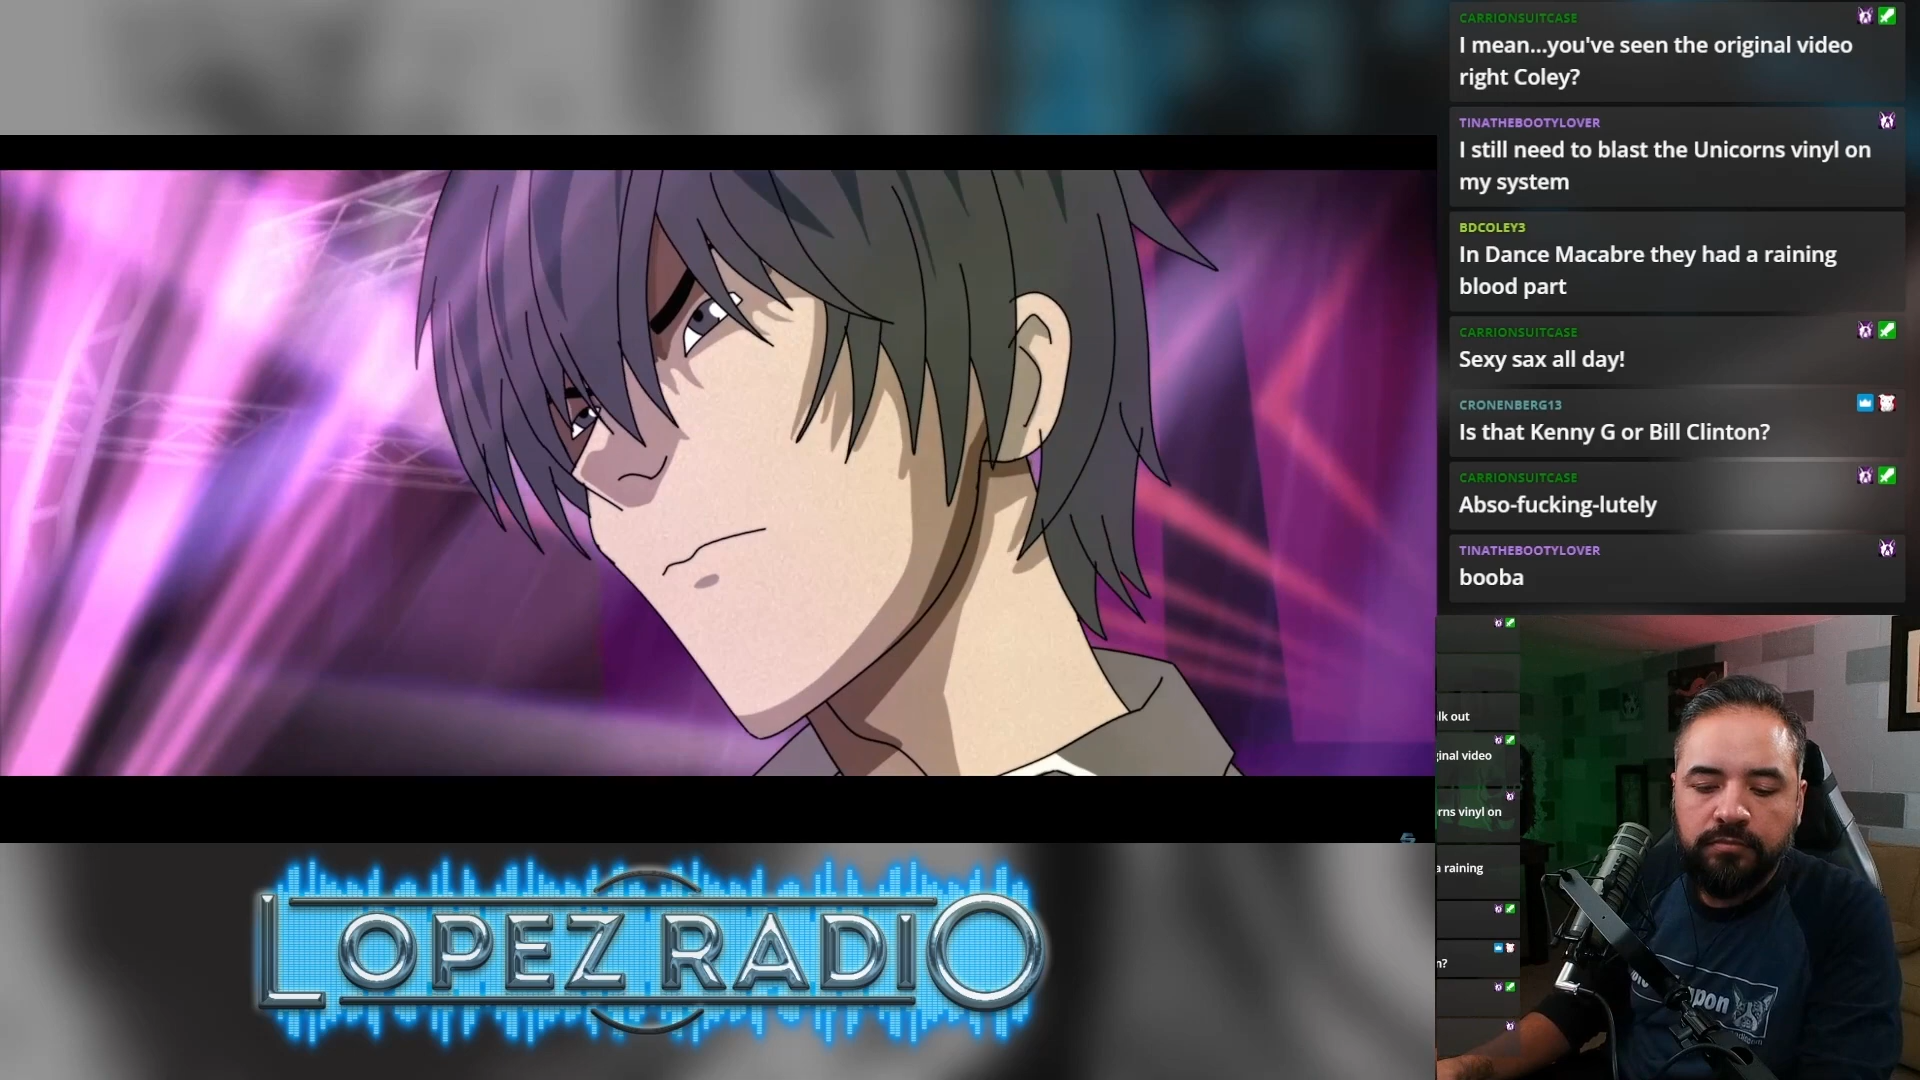 CARRIONSUITCASE
I mean...you've seen the original video
right Coley?
TINATHEBOOTYLOVER
I still need to blast the Unicorns vinyl on
my system
BDCOLEY3
In Dance Macabre they had a raining
blood part
CARRIONSUITCASE
Sexy sax all day!
CRONENBERG13
Is that Kenny G or Bill Clinton?
CARRIONSUITCASE
Abso-fucking-lutely
TINATHEBOOTYLOVER
booba
lk out
ginal video
rns vinyl on
a raining
n?
pon
LOPEZ RADIO